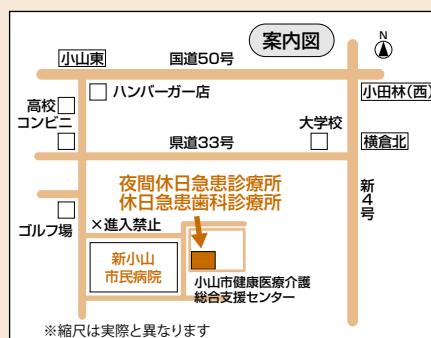 案内図
N
小山東
国道50号
ハンバーガー店
小田林(西)
高校
コンビニ
大学校
県道33号
横倉北
夜間休日急患診療所
休日急患歯科診療所
新4号
×進入禁止
ゴルフ場
新小山
市民病院
小山市健康医療介護
総合支援センター
※縮尺は実際と異なります